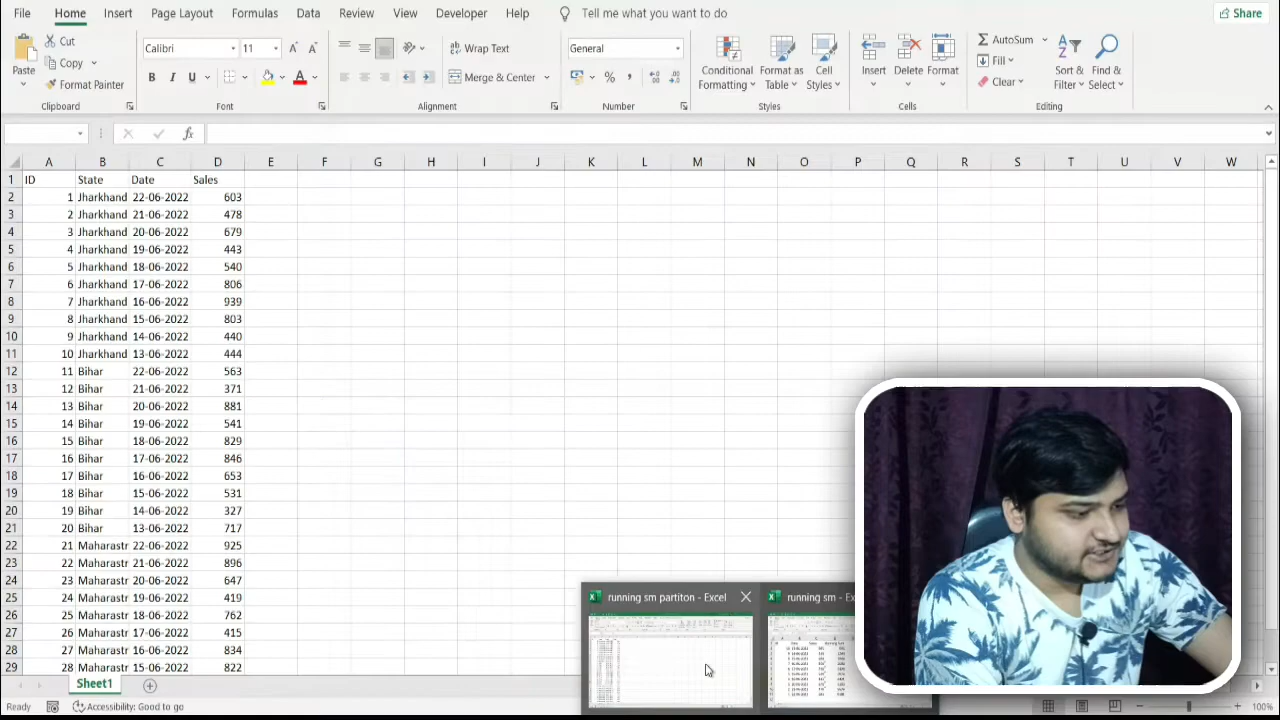 File Home Insert Page Layout Formulas Data Review View Developer Help Tell me what you want to do Share
Paste Cut Copy Format Painter Clipboard
Calibri 11 A A B I U A Font
Wrap Text Merge & Center Alignment
General % , Number
Conditional Formatting Format as Table Cell Styles Styles
Insert Delete Format Cells
AutoSum Fill Clear Sort & Filter Find & Select Editing
fx
A B C D E F G H I J K L M N O P Q R S T U V W
1 ID State Date Sales
2 1 Jharkhand 22-06-2022 603
3 2 Jharkhand 21-06-2022 478
4 3 Jharkhand 20-06-2022 679
5 4 Jharkhand 19-06-2022 443
6 5 Jharkhand 18-06-2022 540
7 6 Jharkhand 17-06-2022 806
8 7 Jharkhand 16-06-2022 939
9 8 Jharkhand 15-06-2022 803
10 9 Jharkhand 14-06-2022 440
11 10 Jharkhand 13-06-2022 444
12 11 Bihar 22-06-2022 563
13 12 Bihar 21-06-2022 371
14 13 Bihar 20-06-2022 881
15 14 Bihar 19-06-2022 541
16 15 Bihar 18-06-2022 829
17 16 Bihar 17-06-2022 846
18 17 Bihar 16-06-2022 653
19 18 Bihar 15-06-2022 531
20 19 Bihar 14-06-2022 327
21 20 Bihar 13-06-2022 717
22 21 Maharastr 22-06-2022 925
23 22 Maharastr 21-06-2022 896
24 23 Maharastr 20-06-2022 647
25 24 Maharastr 19-06-2022 419
26 25 Maharastr 18-06-2022 762
27 26 Maharastr 17-06-2022 415
28 27 Maharastr 16-06-2022 834
29 28 Maharastr 15-06-2022 822
running sm partiton - Excel
running sm - Ex
Sheet1
Ready Accessibility: Good to go 100%